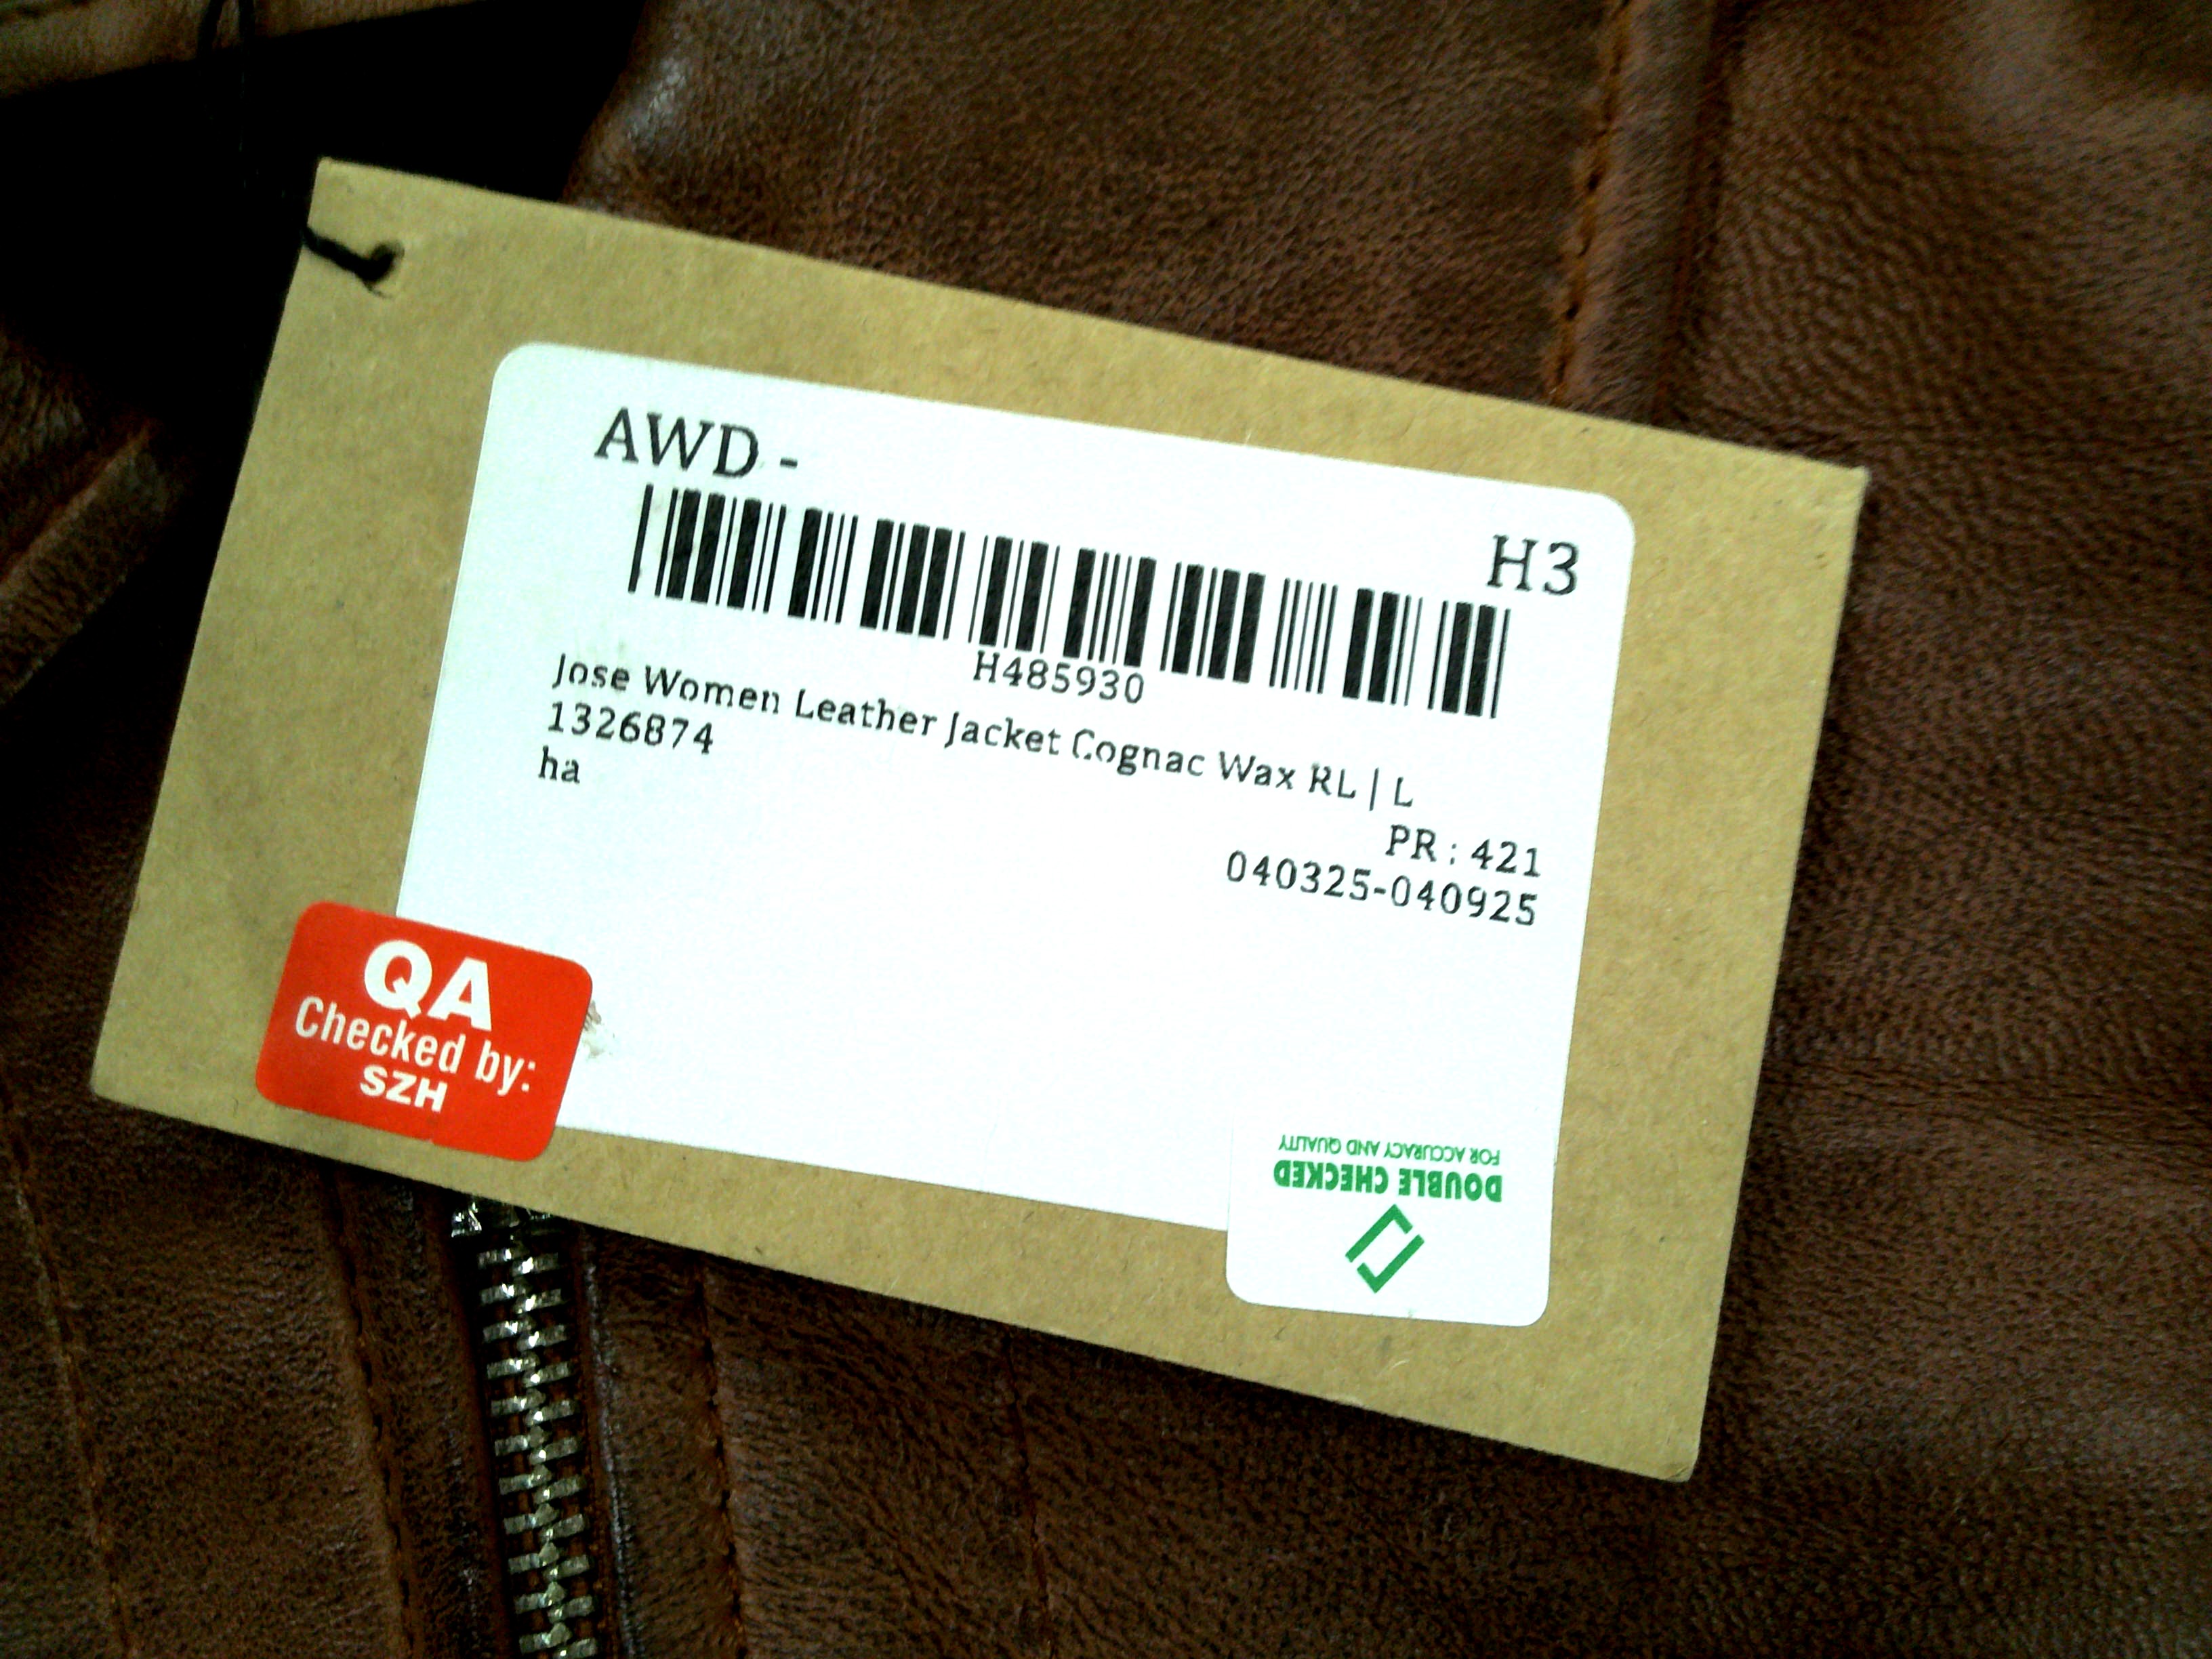 AWD -
H3
H485930
Jose Women Leather Jacket Cognac Wax RL | L
1326874
ha
PR : 421
040325-040925
QA
Checked by:
SZH
DOUBLE CHECKED
FOR ACCURACY AND QUALITY